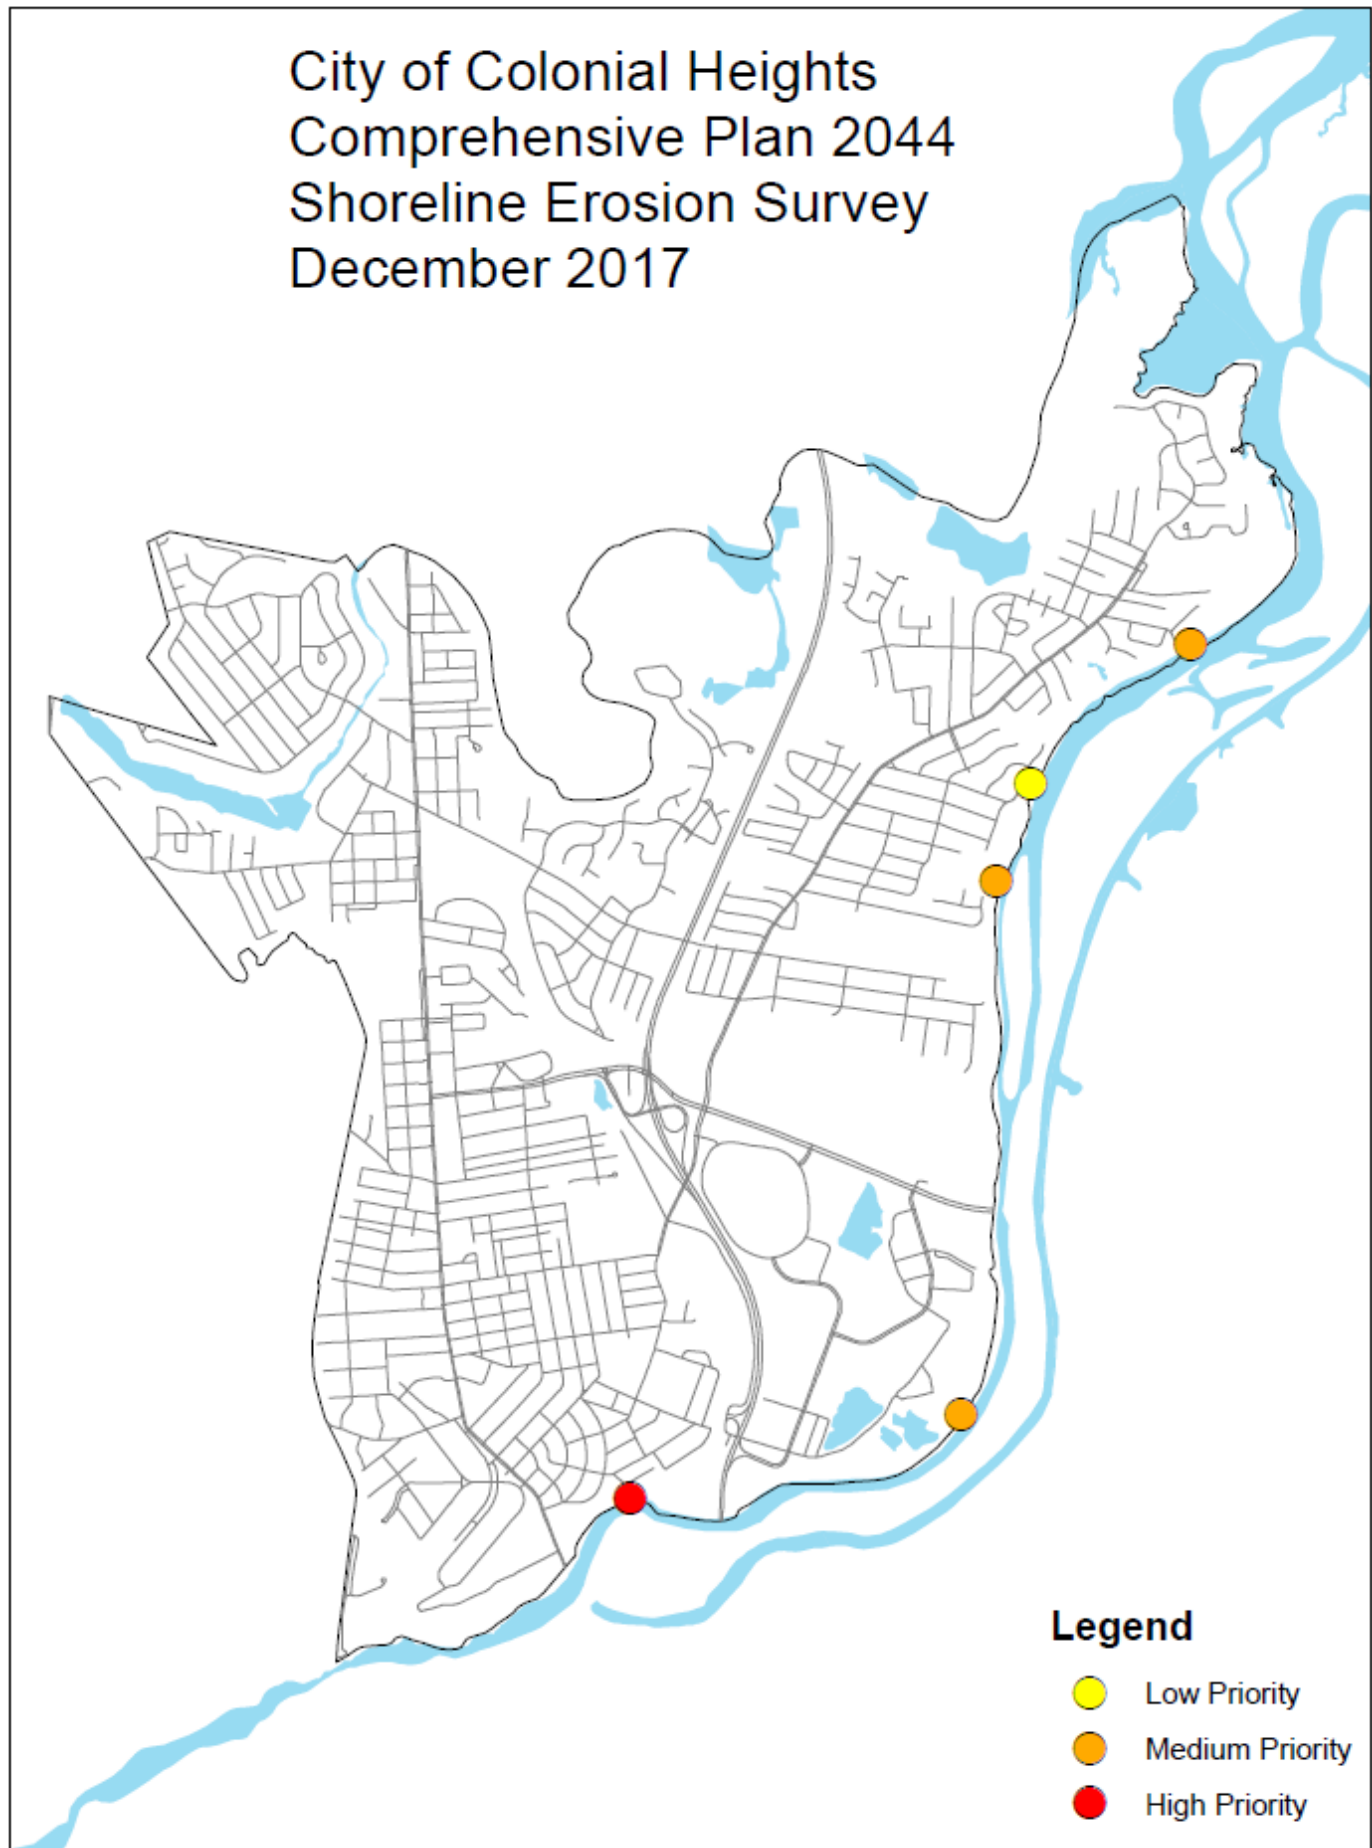 City of Colonial Heights
Comprehensive Plan 2044
Shoreline Erosion Survey
December 2017
Legend
Low Priority
Medium Priority
High Priority